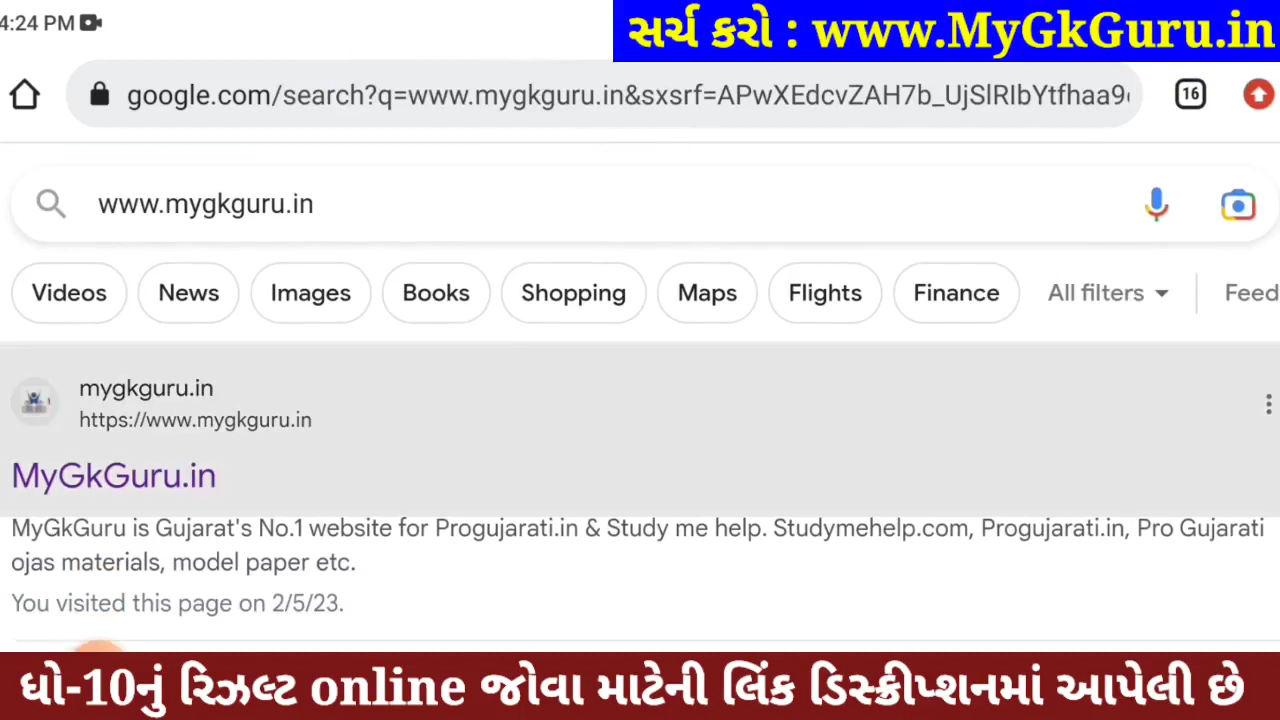 4:24 PM
સર્ચ કરો : www.MyGkGuru.in
google.com/search?q=www.mygkguru.in&sxsrf=APwXEdcvZAH7b_UjSlRIbYtfhaa9
16
www.mygkguru.in
Videos News Images Books Shopping Maps Flights Finance All filters Feed
mygkguru.in
https://www.mygkguru.in
MyGkGuru.in
MyGkGuru is Gujarat's No.1 website for Progujarati.in & Study me help. Studymehelp.com, Progujarati.in, Pro Gujarati
ojas materials, model paper etc.
You visited this page on 2/5/23.
ધો-10નું રિઝલ્ટ online જોવા માટેની લિંક ડિસ્ક્રીપ્શનમાં આપેલી છે